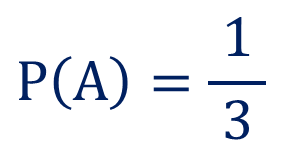 P(A) = 1/3